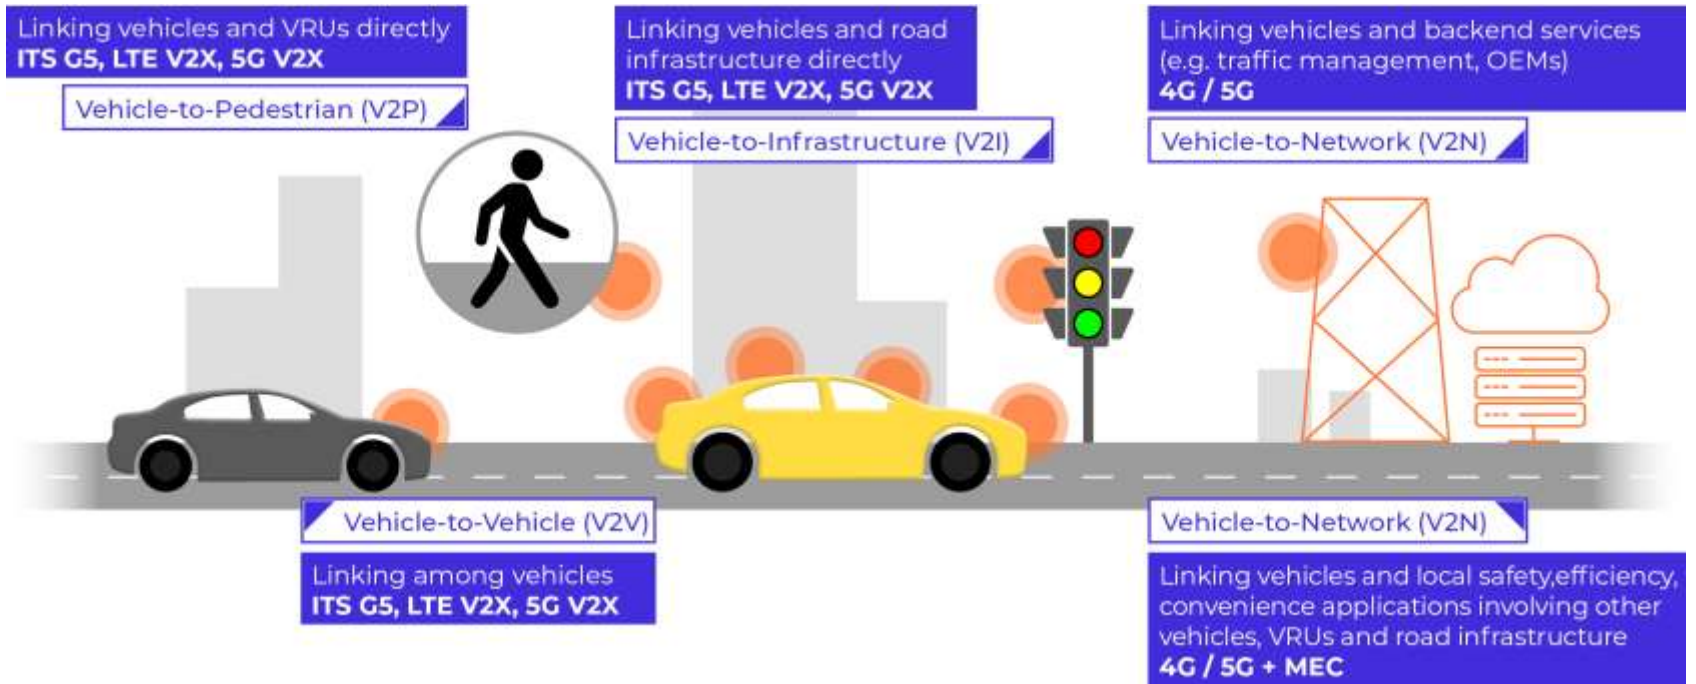 Linking vehicles and VRUs directly
ITS G5, LTE V2X, 5G V2X
Vehicle-to-Pedestrian (V2P)
Linking vehicles and road
infrastructure directly
ITS G5, LTE V2X, 5G V2X
Vehicle-to-Infrastructure (V2I)
Linking vehicles and backend services
(e.g. traffic management, OEMs)
4G / 5G
Vehicle-to-Network (V2N)
Vehicle-to-Vehicle (V2V)
Linking among vehicles
ITS G5, LTE V2X, 5G V2X
Vehicle-to-Network (V2N)
Linking vehicles and local safety,efficiency,
convenience applications involving other
vehicles, VRUs and road infrastructure
4G / 5G + MEC